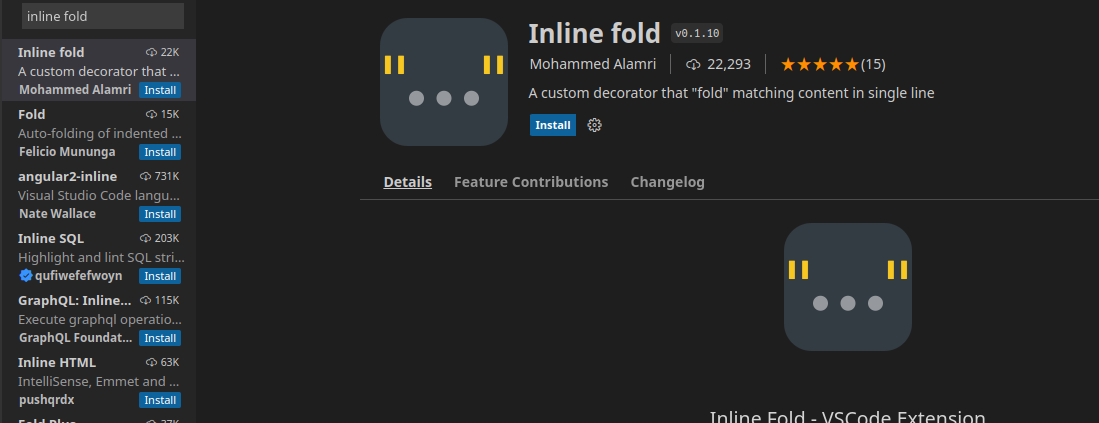 inline fold
Inline fold 22K
A custom decorator that ...
Mohammed Alamri Install
Fold 15K
Auto-folding of indented ...
Felicio Mununga Install
angular2-inline 731K
Visual Studio Code langu...
Nate Wallace Install
Inline SQL 203K
Highlight and lint SQL stri...
qufiwefefwoyn Install
GraphQL: Inline... 115K
Execute graphql operatio...
GraphQL Foundat... Install
Inline HTML 63K
IntelliSense, Emmet and ...
pushqrdx Install
Fold Plus 27K
Inline fold v0.1.10
Mohammed Alamri 22,293 (15)
A custom decorator that "fold" matching content in single line
Install
Details Feature Contributions Changelog
Inline Fold - VSCode Extension